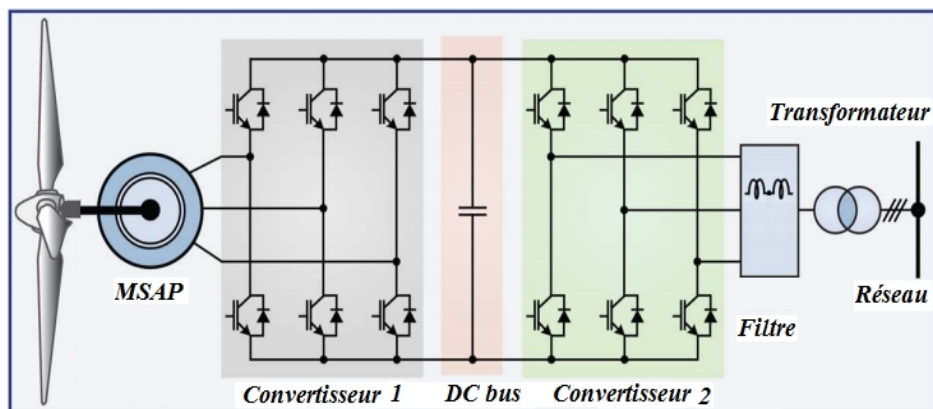 Transformateur
MSAP
Réseau
Filtre
Convertisseur 1
DC bus
Convertisseur 2